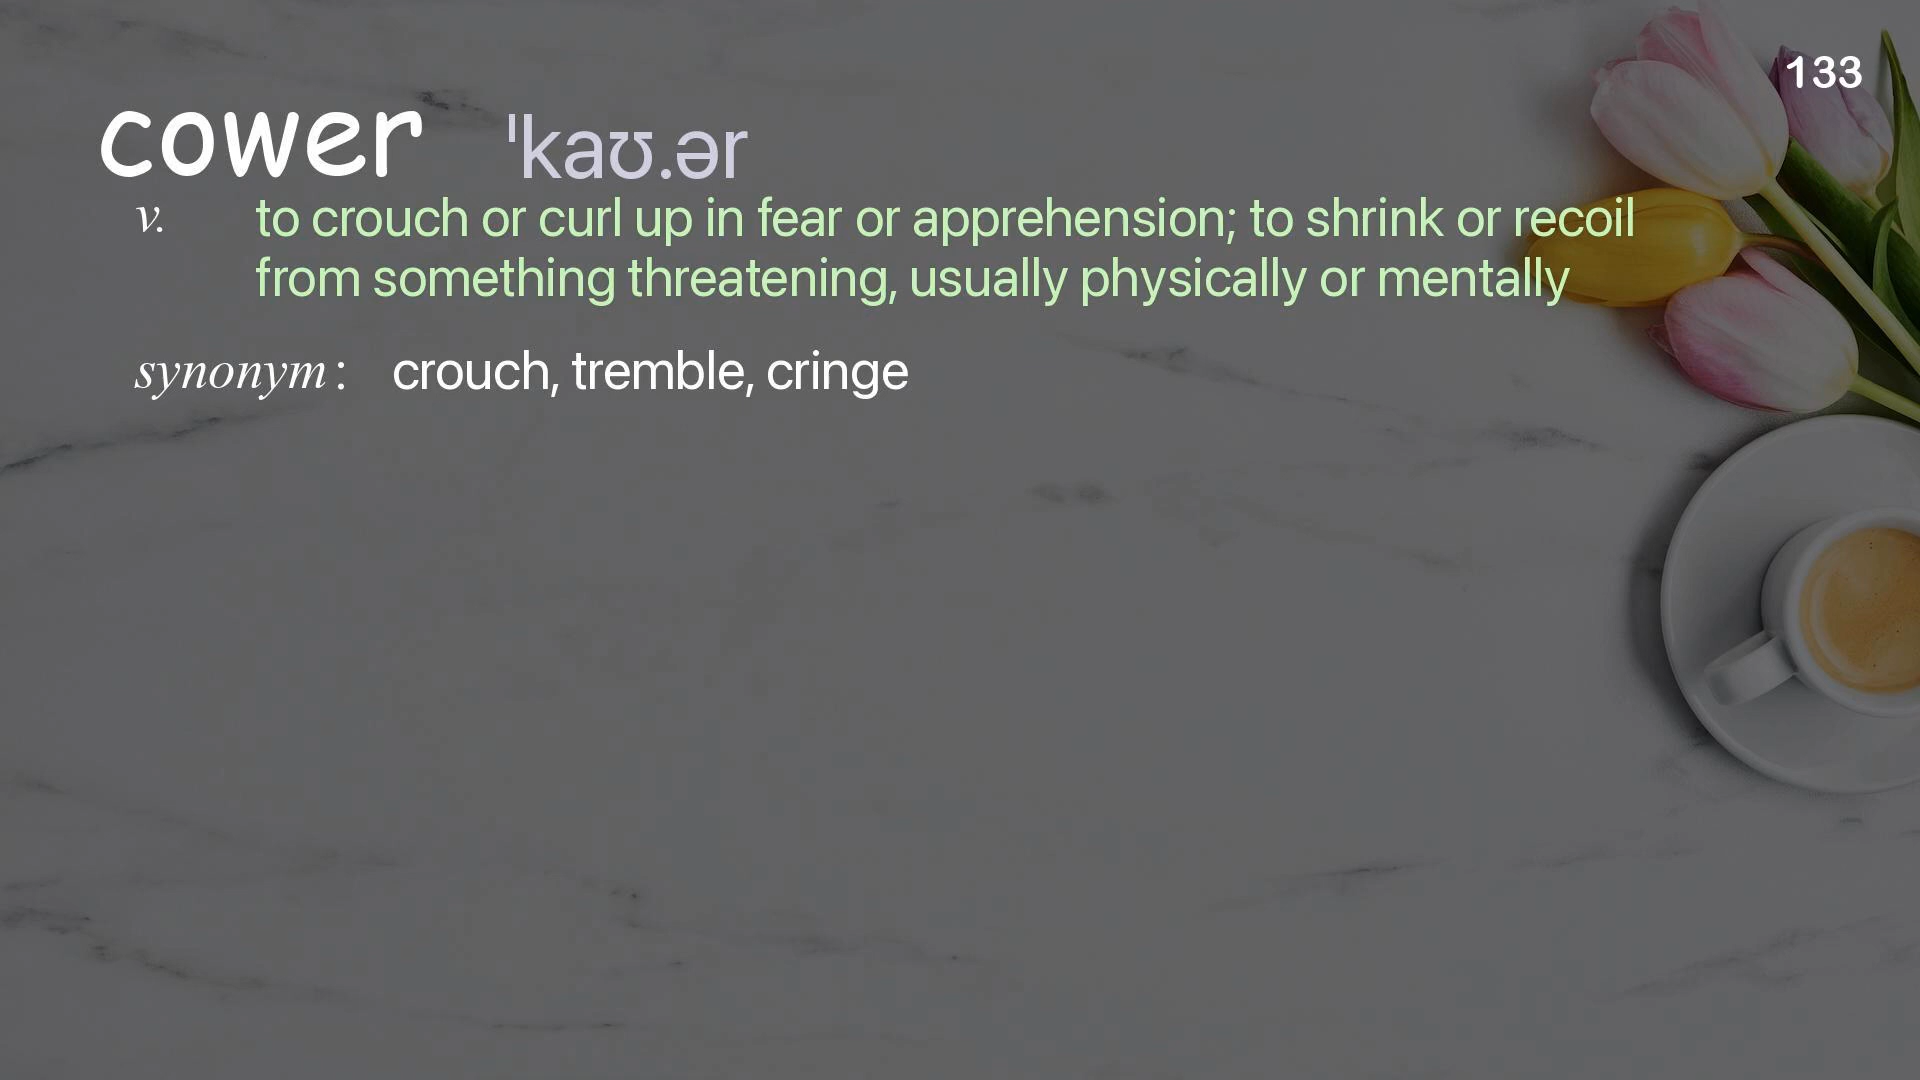 133
cower ˈkaʊ.ər
v. to crouch or curl up in fear or apprehension; to shrink or recoil
from something threatening, usually physically or mentally
synonym : crouch, tremble, cringe